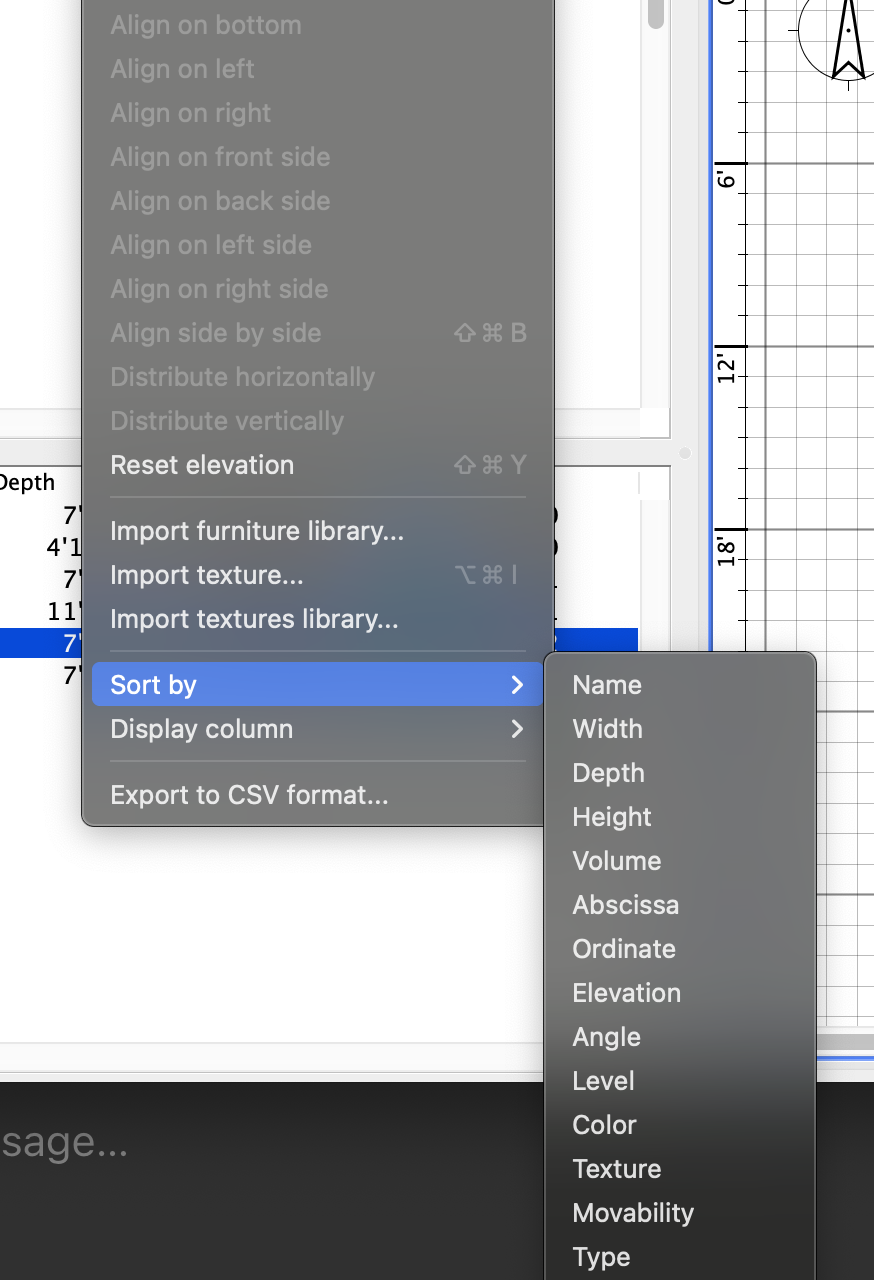 Align on bottom
Align on left
Align on right
Align on front side
Align on back side
Align on left side
Align on right side
Align side by side ⇧⌘B
Distribute horizontally
Distribute vertically
Reset elevation ⇧⌘Y
Import furniture library...
Import texture... ⌥⌘I
Import textures library...
Sort by
Display column
Export to CSV format...
Name
Width
Depth
Height
Volume
Abscissa
Ordinate
Elevation
Angle
Level
Color
Texture
Movability
Type
Depth
7'
4'1
7'
11'
7'
7'
6'
12'
18'
sage...